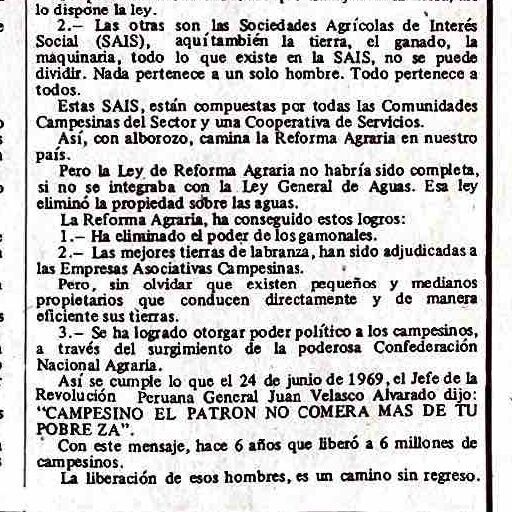 lo dispone la ley.
2.— Las otras son las Sociedades Agrícolas de Interés
Social (SAIS), aquítambién la tierra, el ganado, la
maquinaria, todo lo que existe en la SAIS, no se puede
dividir. Nada pertenece a un solo hombre. Todo pertenece a
todos.
Estas SAIS, están compuestas por todas las Comunidades
Campesinas del Sector y una Cooperativa de Servicios.
Así, con alborozo, camina la Reforma Agraria en nuestro
país.
Pero la Ley de Reforma Agraria no habría sido completa,
si no se integraba con la Ley General de Aguas. Esa ley
eliminó la propiedad sobre las aguas.
La Reforma Agraria, ha conseguido estos logros:
1.— Ha eliminado el poder de los gamonales.
2.— Las mejores tierras de labranza, han sido adjudicadas a
las Empresas Asociativas Campesinas.
Pero, sin olvidar que existen pequeños y medianos
propietarios que conducen directamente y de manera
eficiente sus tierras.
3.— Se ha logrado otorgar poder político a los campesinos,
a través del surgimiento de la poderosa Confederación
Nacional Agraria.
Así se cumple lo que el 24 de junio de 1969, el Jefe de la
Revolución Peruana General Juan Velasco Alvarado dijo:
“CAMPESINO EL PATRON NO COMERA MAS DE TU
POBRE ZA”.
Con este mensaje, hace 6 años que liberó a 6 millones de
campesinos.
La liberación de esos hombres, es un camino sin regreso.